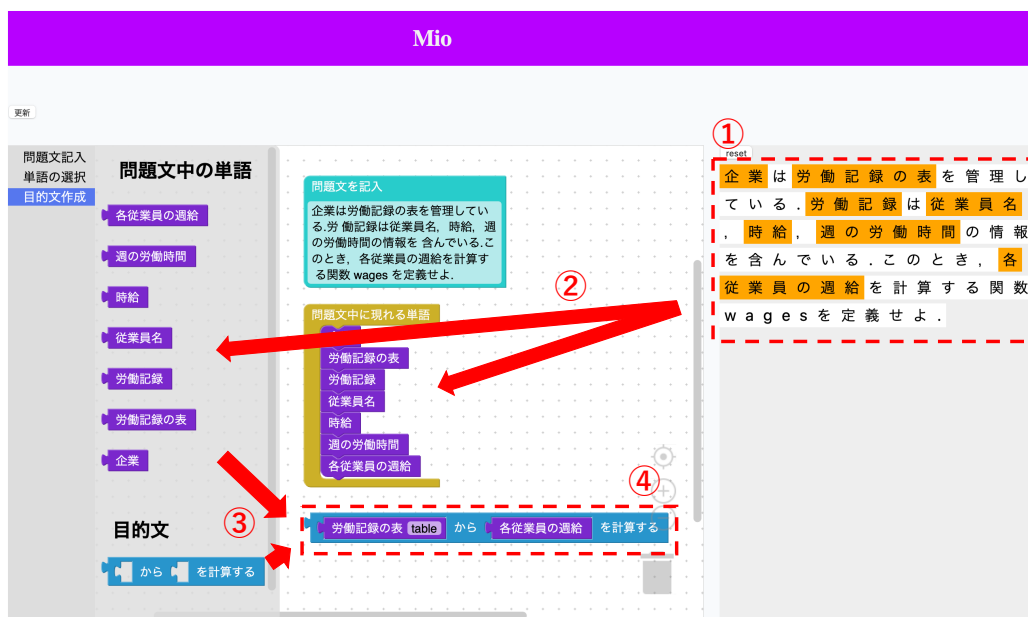 Mio
更新
問題文記入
単語の選択
目的文作成
問題文中の単語
各従業員の週給
週の労働時間
時給
従業員名
労働記録
労働記録の表
企業
目的文
から を計算する
③
問題文を記入
企業は労働記録の表を管理してい
る.労 働記録は従業員名, 時給, 週
の労働時間の情報を 含んでいる.こ
のとき, 各従業員の週給を計算す
る関数 wages を定義せよ.
②
問題文中に現れる単語
労働記録の表
労働記録
従業員名
時給
週の労働時間
各従業員の週給
④
労働記録の表 table から 各従業員の週給 を計算する
①
reset
企業は労働記録の表を管理し
ている.労働記録は従業員名
, 時給, 週の労働時間の情報
を含んでいる.このとき, 各
従業員の週給を計算する関数
wagesを定義せよ.